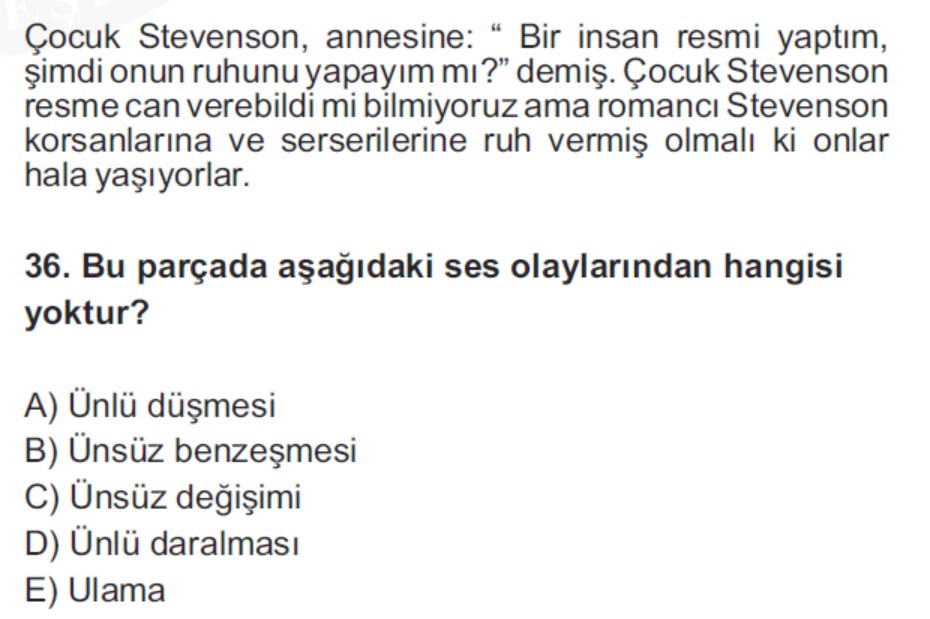 Çocuk Stevenson, annesine: “ Bir insan resmi yaptım,
şimdi onun ruhunu yapayım mı?” demiş. Çocuk Stevenson
resme can verebildi mi bilmiyoruz ama romancı Stevenson
korsanlarına ve serserilerine ruh vermiş olmalı ki onlar
hala yaşıyorlar.
36. Bu parçada aşağıdaki ses olaylarından hangisi
yoktur?
A) Ünlü düşmesi
B) Ünsüz benzeşmesi
C) Ünsüz değişimi
D) Ünlü daralması
E) Ulama